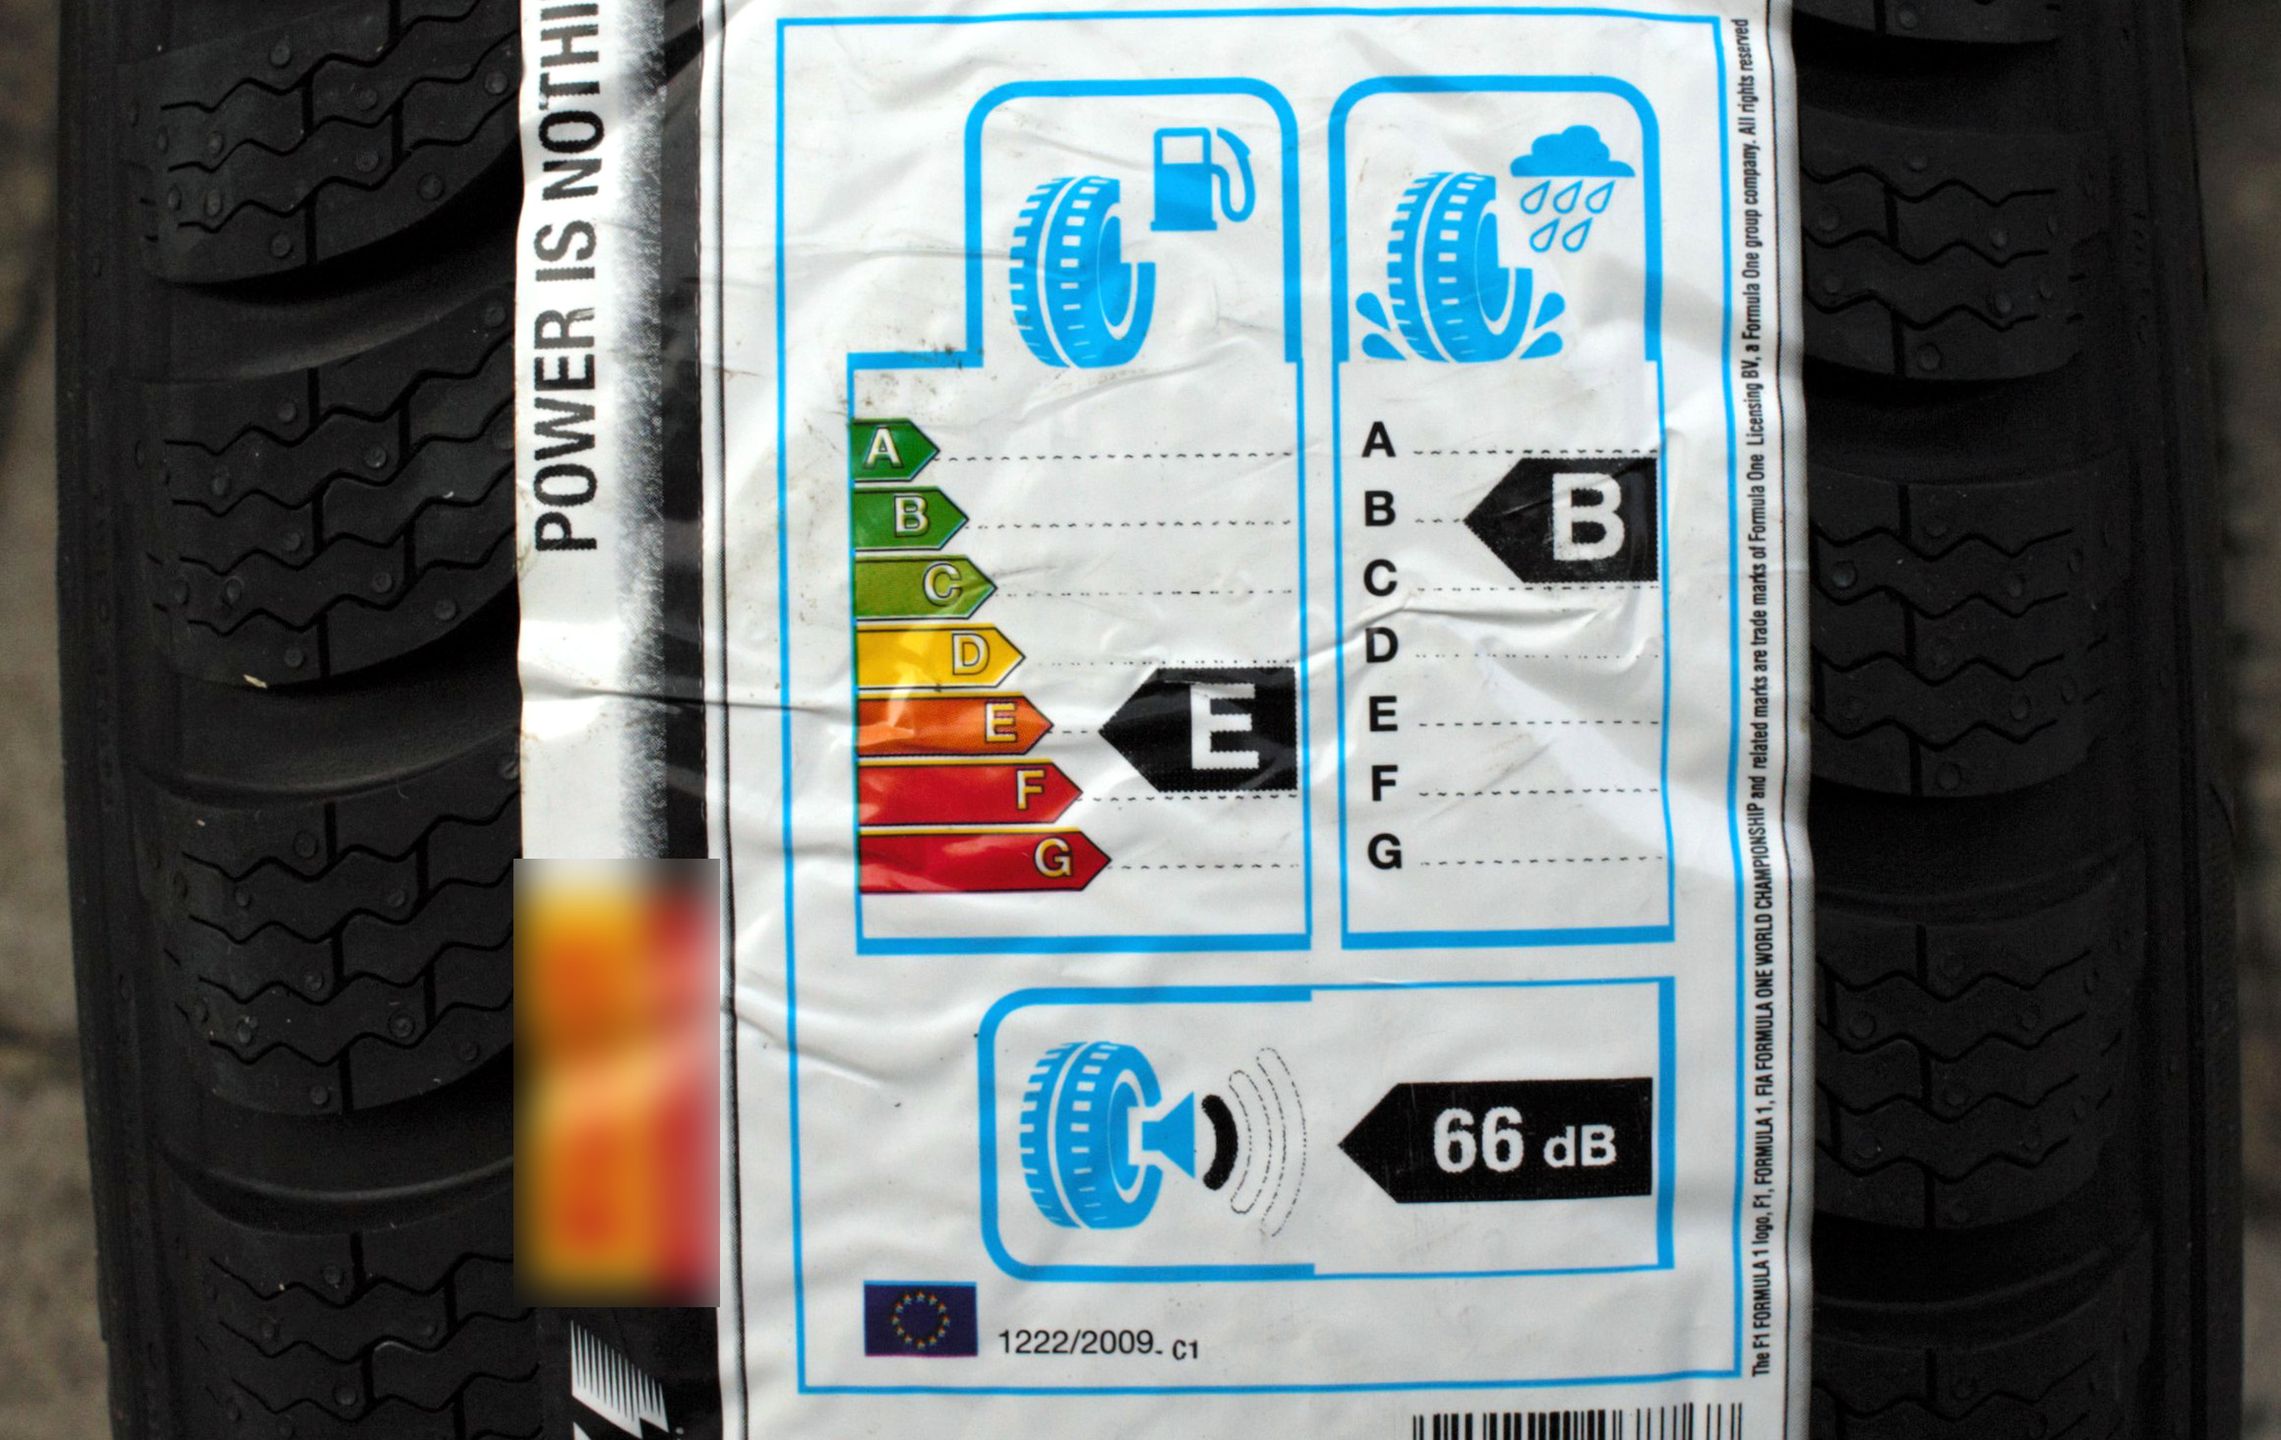 POWER IS NOTHI
A
B
C
D
E
F
G
E
A
B
C
D
E
F
G
B
66 dB
1222/2009- C1
The F1 FORMULA 1 logo, F1, FORMULA 1, FIA FORMULA ONE WORLD CHAMPIONSHIP and related marks are trade marks of Formula One Licensing BV, a Formula One group company. All rights reserved